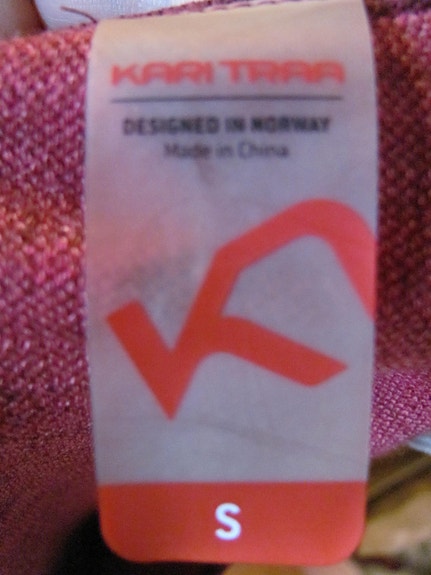 KARI TRAA
DESIGNED IN NORWAY
Made in China
S